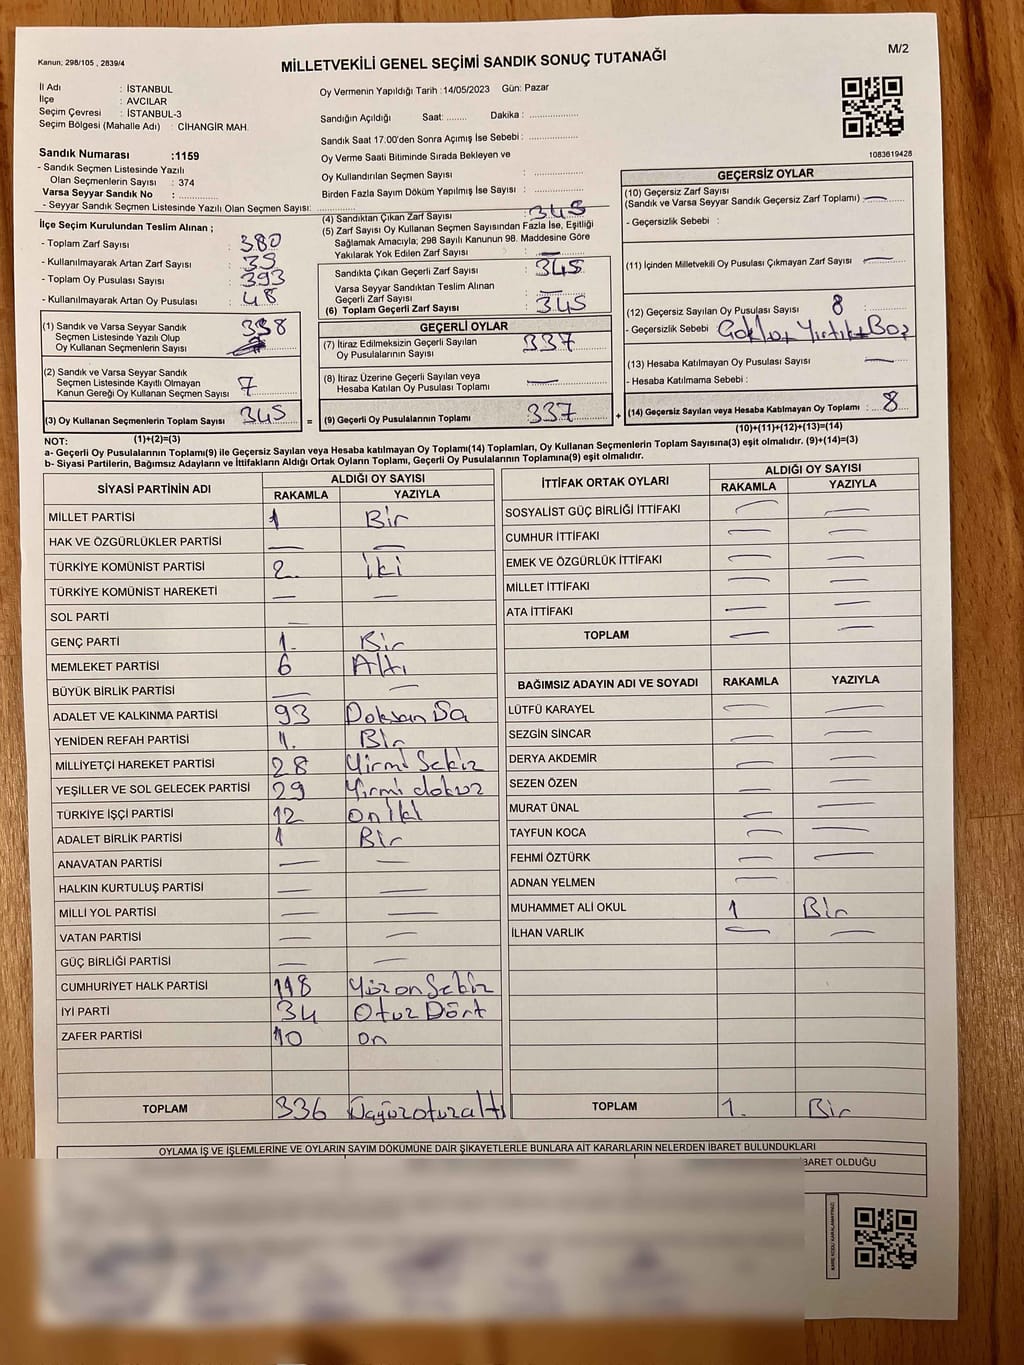 Kanun; 298/105 , 2839/4
MİLLETVEKİLİ GENEL SEÇİMİ SANDIK SONUÇ TUTANAĞI
M/2
İl Adı : İSTANBUL
İlçe : AVCILAR
Seçim Çevresi : İSTANBUL-3
Seçim Bölgesi (Mahalle Adı) : CİHANGİR MAH.
Oy Vermenin Yapıldığı Tarih :14/05/2023 Gün: Pazar
Sandığın Açıldığı Saat: ........ Dakika : ................
Sandık Saat 17.00'den Sonra Açımış İse Sebebi : ................
Oy Verme Saati Bitiminde Sırada Bekleyen ve
Oy Kullandırılan Seçmen Sayısı : ................
Birden Fazla Sayım Döküm Yapılmış İse Sayısı : ................
1083619428
Sandık Numarası :1159
- Sandık Seçmen Listesinde Yazılı
Olan Seçmenlerin Sayısı : 374
Varsa Seyyar Sandık No : ................
- Seyyar Sandık Seçmen Listesinde Yazılı Olan Seçmen Sayısı: ................
İlçe Seçim Kurulundan Teslim Alınan ;
- Toplam Zarf Sayısı : 380
- Kullanılmayarak Artan Zarf Sayısı : 35
- Toplam Oy Pusulası Sayısı : 393
- Kullanılmayarak Artan Oy Pusulası : 48
(1) Sandık ve Varsa Seyyar Sandık
Seçmen Listesinde Yazılı Olup
Oy Kullanan Seçmenlerin Sayısı 338
(2) Sandık ve Varsa Seyyar Sandık
Seçmen Listesinde Kayıtlı Olmayan
Kanun Gereği Oy Kullanan Seçmen Sayısı 7
(3) Oy Kullanan Seçmenlerin Toplam Sayısı 345 =
(1)+(2)=(3)
(4) Sandıktan Çıkan Zarf Sayısı 345
(5) Zarf Sayısı Oy Kullanan Seçmen Sayısından Fazla İse, Eşitliği
Sağlamak Amacıyla; 298 Sayılı Kanunun 98. Maddesine Göre
Yakılarak Yok Edilen Zarf Sayısı : —
Sandıkta Çıkan Geçerli Zarf Sayısı : 345
Varsa Seyyar Sandıktan Teslim Alınan
Geçerli Zarf Sayısı : —
(6) Toplam Geçerli Zarf Sayısı : 345
GEÇERLİ OYLAR
(7) İtiraz Edilmeksizin Geçerli Sayılan
Oy Pusulalarının Sayısı 337
(8) İtiraz Üzerine Geçerli Sayılan veya
Hesaba Katılan Oy Pusulası Toplamı —
(9) Geçerli Oy Pusulalarının Toplamı 337 +
GEÇERSİZ OYLAR
(10) Geçersiz Zarf Sayısı
(Sandık ve Varsa Seyyar Sandık Geçersiz Zarf Toplamı) —
- Geçersizlik Sebebi :
(11) İçinden Milletvekili Oy Pusulası Çıkmayan Zarf Sayısı —
(12) Geçersiz Sayılan Oy Pusulası Sayısı 8
- Geçersizlik Sebebi Yırtık+Boş
(13) Hesaba Katılmayan Oy Pusulası Sayısı —
- Hesaba Katılmama Sebebi :
(14) Geçersiz Sayılan veya Hesaba Katılmayan Oy Toplamı : 8
(10)+(11)+(12)+(13)=(14)
NOT:
a- Geçerli Oy Pusulalarının Toplamı(9) ile Geçersiz Sayılan veya Hesaba katılmayan Oy Toplamı(14) Toplamları, Oy Kullanan Seçmenlerin Toplam Sayısına(3) eşit olmalıdır. (9)+(14)=(3)
b- Siyasi Partilerin, Bağımsız Adayların ve İttifakların Aldığı Ortak Oyların Toplamı, Geçerli Oy Pusulalarının Toplamına(9) eşit olmalıdır.
SİYASİ PARTİNİN ADI ALDIĞI OY SAYISI
RAKAMLA YAZIYLA
MİLLET PARTİSİ 1 Bir
HAK VE ÖZGÜRLÜKLER PARTİSİ — —
TÜRKİYE KOMÜNİST PARTİSİ 2. iki
TÜRKİYE KOMÜNİST HAREKETİ — —
SOL PARTİ —
GENÇ PARTİ 1. Bir
MEMLEKET PARTİSİ 6 Altı
BÜYÜK BİRLİK PARTİSİ — —
ADALET VE KALKINMA PARTİSİ 93 Doksan
YENİDEN REFAH PARTİSİ 1. Bir
MİLLİYETÇİ HAREKET PARTİSİ 28 Yirmi Sekiz
YEŞİLLER VE SOL GELECEK PARTİSİ 29 Yirmi dokuz
TÜRKİYE İŞÇİ PARTİSİ 12 oniki
ADALET BİRLİK PARTİSİ 1 Bir
ANAVATAN PARTİSİ — —
HALKIN KURTULUŞ PARTİSİ — —
MİLLİ YOL PARTİSİ — —
VATAN PARTİSİ — —
GÜÇ BİRLİĞİ PARTİSİ — —
CUMHURİYET HALK PARTİSİ 118 Yüzon Sekiz
İYİ PARTİ 34 Otuz Dört
ZAFER PARTİSİ 10 on
TOPLAM 336 Üçyüzotuzaltı
İTTİFAK ORTAK OYLARI ALDIĞI OY SAYISI
RAKAMLA YAZIYLA
SOSYALİST GÜÇ BİRLİĞİ İTTİFAKI — —
CUMHUR İTTİFAKI — —
EMEK VE ÖZGÜRLÜK İTTİFAKI — —
MİLLET İTTİFAKI — —
ATA İTTİFAKI — —
TOPLAM — —
BAĞIMSIZ ADAYIN ADI VE SOYADI RAKAMLA YAZIYLA
LÜTFÜ KARAYEL — —
SEZGİN SİNCAR — —
DERYA AKDEMİR — —
SEZEN ÖZEN —
MURAT ÜNAL — —
TAYFUN KOCA — —
FEHMİ ÖZTÜRK — —
ADNAN YELMEN —
MUHAMMET ALİ OKUL 1 Bir
İLHAN VARLIK — —
TOPLAM 1. Bir
OYLAMA İŞ VE İŞLEMLERİNE VE OYLARIN SAYIM DÖKÜMÜNE DAİR ŞİKAYETLERLE BUNLARA AİT KARARLARIN NELERDEN İBARET BULUNDUKLARI
İBARET OLDUĞU